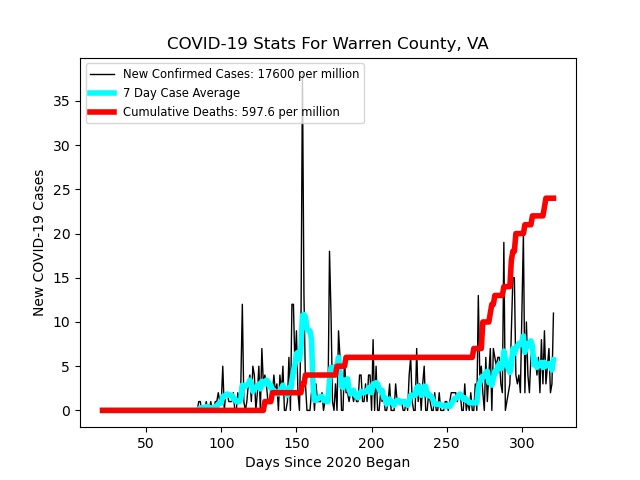 COVID-19 Stats For Warren County, VA
New Confirmed Cases: 17600 per million
7 Day Case Average
Cumulative Deaths: 597.6 per million
New COVID-19 Cases
35
30
25
20
15
10
5
0
50 100 150 200 250 300
Days Since 2020 Began